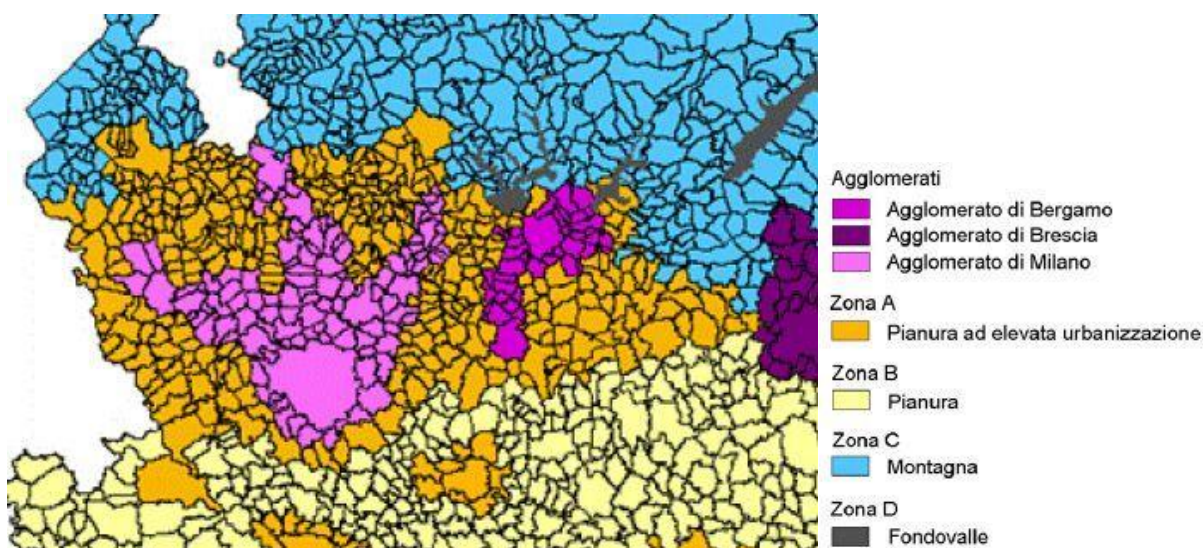 Agglomerati
Agglomerato di Bergamo
Agglomerato di Brescia
Agglomerato di Milano
Zona A
Pianura ad elevata urbanizzazione
Zona B
Pianura
Zona C
Montagna
Zona D
Fondovalle